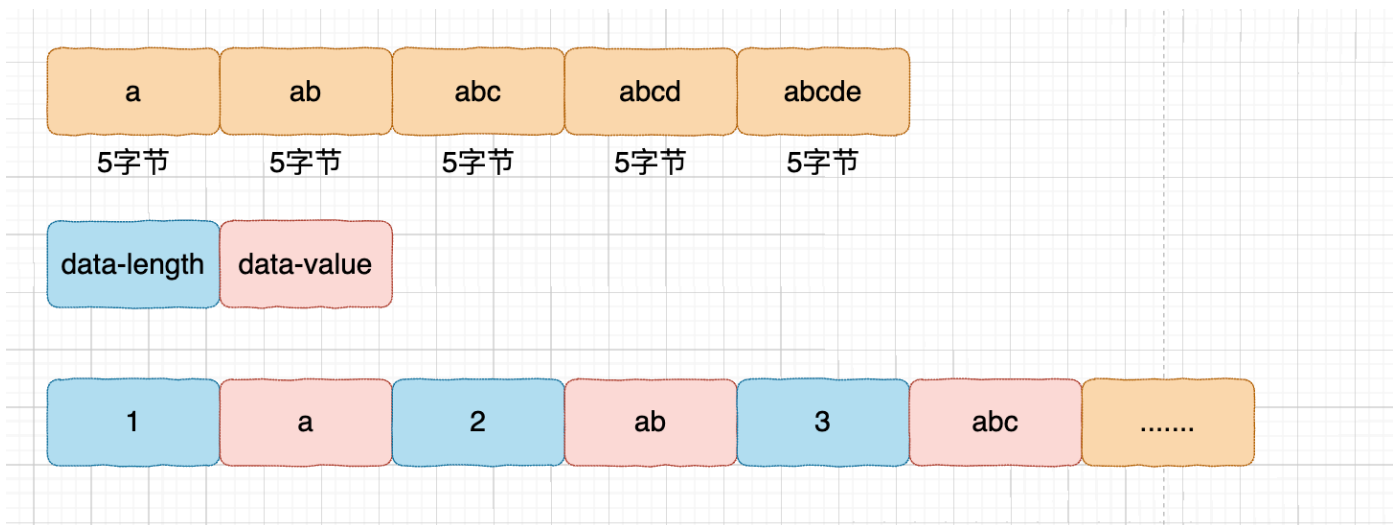 a ab abc abcd abcde
5字节 5字节 5字节 5字节 5字节
data-length data-value
1 a 2 ab 3 abc .......